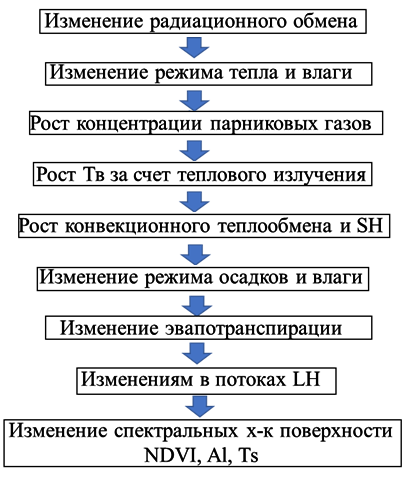 Изменение радиационного обмена
Изменение режима тепла и влаги
Рост концентрации парниковых газов
Рост Тв за счет теплового излучения
Рост конвекционного теплообмена и SH
Изменение режима осадков и влаги
Изменение эвапотранспирации
Изменениям в потоках LH
Изменение спектральных х-к поверхности
NDVI, Al, Ts